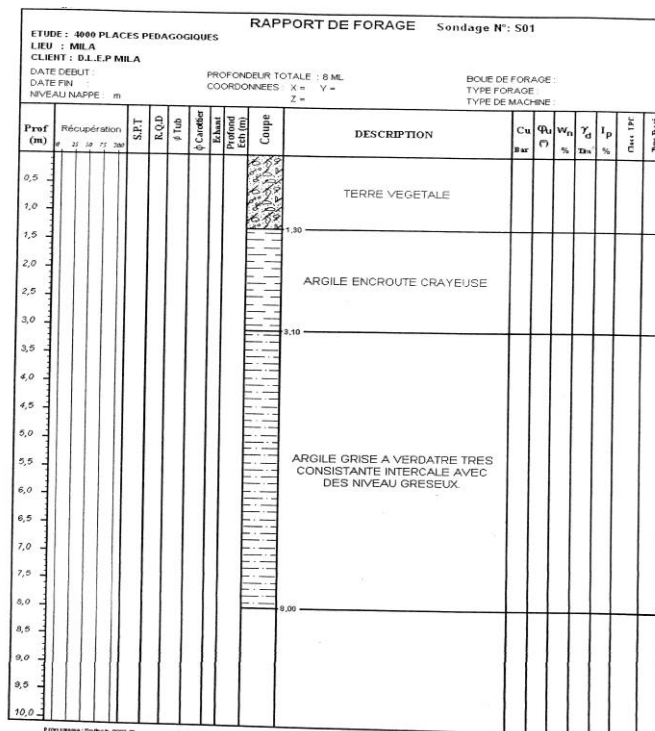 RAPPORT DE FORAGE Sondage N°: S01
ETUDE : 4000 PLACES PEDAGOGIQUES
LIEU : MILA
CLIENT : D.L.E.P MILA
DATE DEBUT :
DATE FIN :
NIVEAU NAPPE : m
PROFONDEUR TOTALE : 8 ML
COORDONNEES : X = Y =
Z =
BOUE DE FORAGE :
TYPE FORAGE :
TYPE DE MACHINE :
Prof (m)
Récupération
0 25 50 75 100
S.P.T
R.Q.D
ϕ Tub
ϕ Carottier
Echant
Profond Ech (m)
Coupe
DESCRIPTION
Cu
Bar
φu
(°)
Wn
%
γd
Ip
%
0,5
1,0
1,5
2,0
2,5
3,0
3,5
4,0
4,5
5,0
5,5
6,0
6,5
7,0
7,5
8,0
8,5
9,0
9,5
10,0
TERRE VEGETALE
1,30
ARGILE ENCROUTE CRAYEUSE
3,10
ARGILE GRISE A VERDATRE TRES
CONSISTANTE INTERCALE AVEC
DES NIVEAU GRESEUX.
8,00